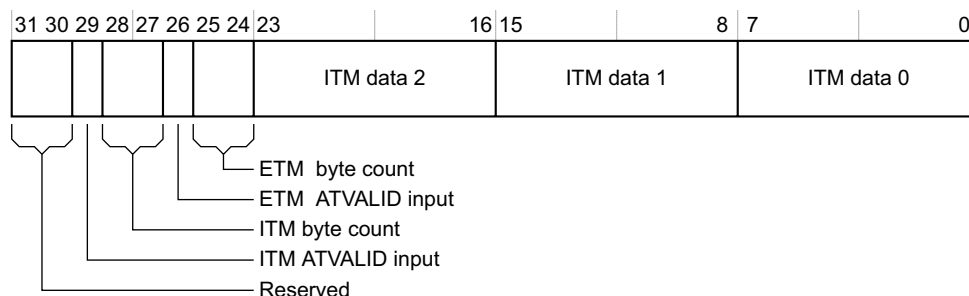 31 30 29 28 27 26 25 24 23 16 15 8 7 0
ITM data 2 ITM data 1 ITM data 0
ETM byte count
ETM ATVALID input
ITM byte count
ITM ATVALID input
Reserved